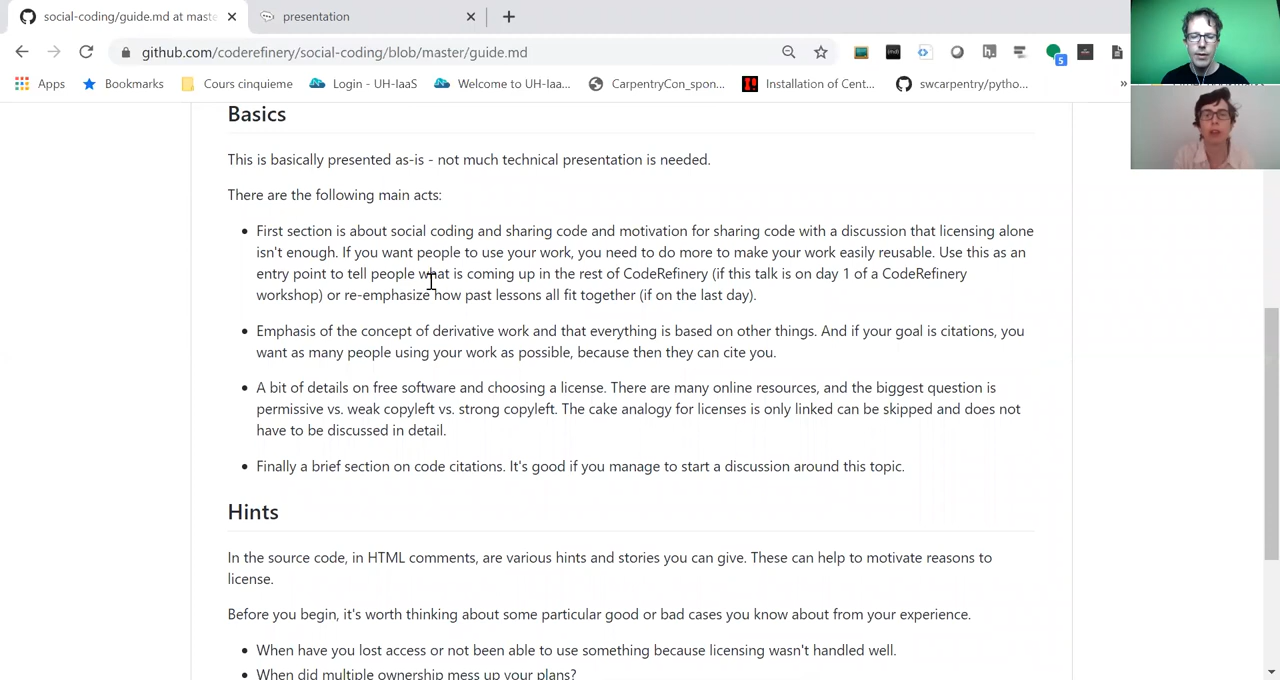 social-coding/guide.md at maste
presentation
github.com/coderefinery/social-coding/blob/master/guide.md
5
Apps
Bookmarks
Cours cinquieme
Login - UH-IaaS
Welcome to UH-Iaa...
CarpentryCon_spon...
Installation of Cent...
swcarpentry/pytho...
»
Basics
This is basically presented as-is - not much technical presentation is needed.
There are the following main acts:
• First section is about social coding and sharing code and motivation for sharing code with a discussion that licensing alone
isn't enough. If you want people to use your work, you need to do more to make your work easily reusable. Use this as an
entry point to tell people what is coming up in the rest of CodeRefinery (if this talk is on day 1 of a CodeRefinery
workshop) or re-emphasize how past lessons all fit together (if on the last day).
• Emphasis of the concept of derivative work and that everything is based on other things. And if your goal is citations, you
want as many people using your work as possible, because then they can cite you.
• A bit of details on free software and choosing a license. There are many online resources, and the biggest question is
permissive vs. weak copyleft vs. strong copyleft. The cake analogy for licenses is only linked can be skipped and does not
have to be discussed in detail.
• Finally a brief section on code citations. It's good if you manage to start a discussion around this topic.
Hints
In the source code, in HTML comments, are various hints and stories you can give. These can help to motivate reasons to
license.
Before you begin, it's worth thinking about some particular good or bad cases you know about from your experience.
• When have you lost access or not been able to use something because licensing wasn't handled well.
• When did multiple ownership mess up your plans?